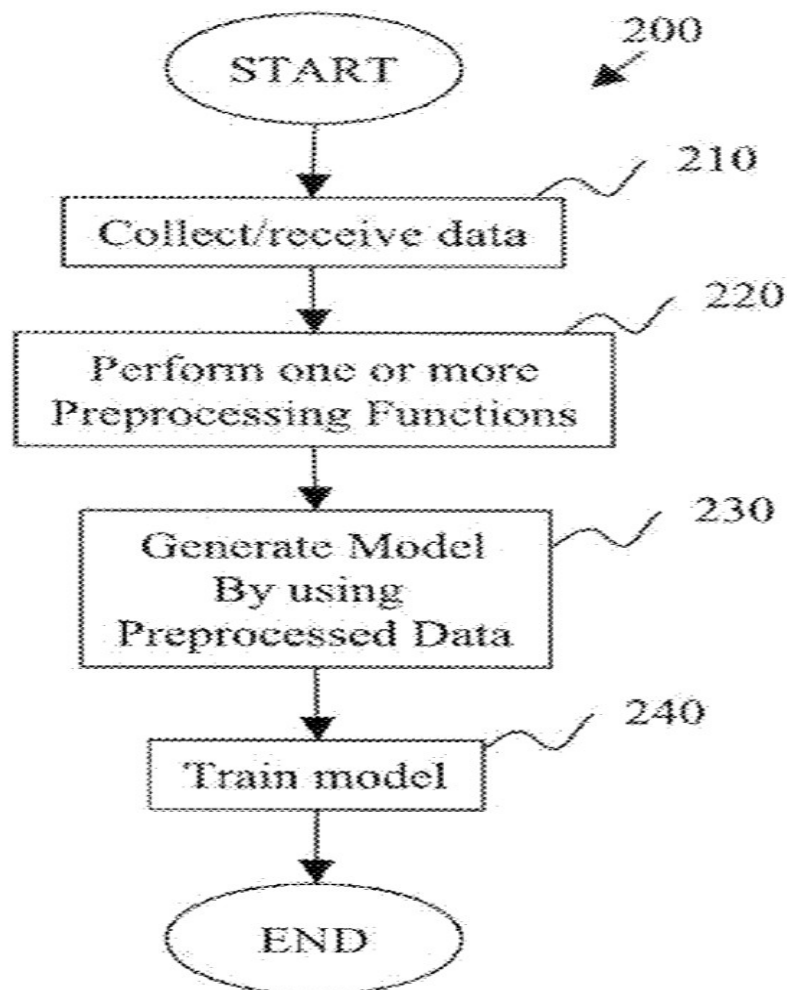 START
200
210
Collect/receive data
220
Perform one or more
Preprocessing Functions
230
Generate Model
By using
Preprocessed Data
240
Train model
END